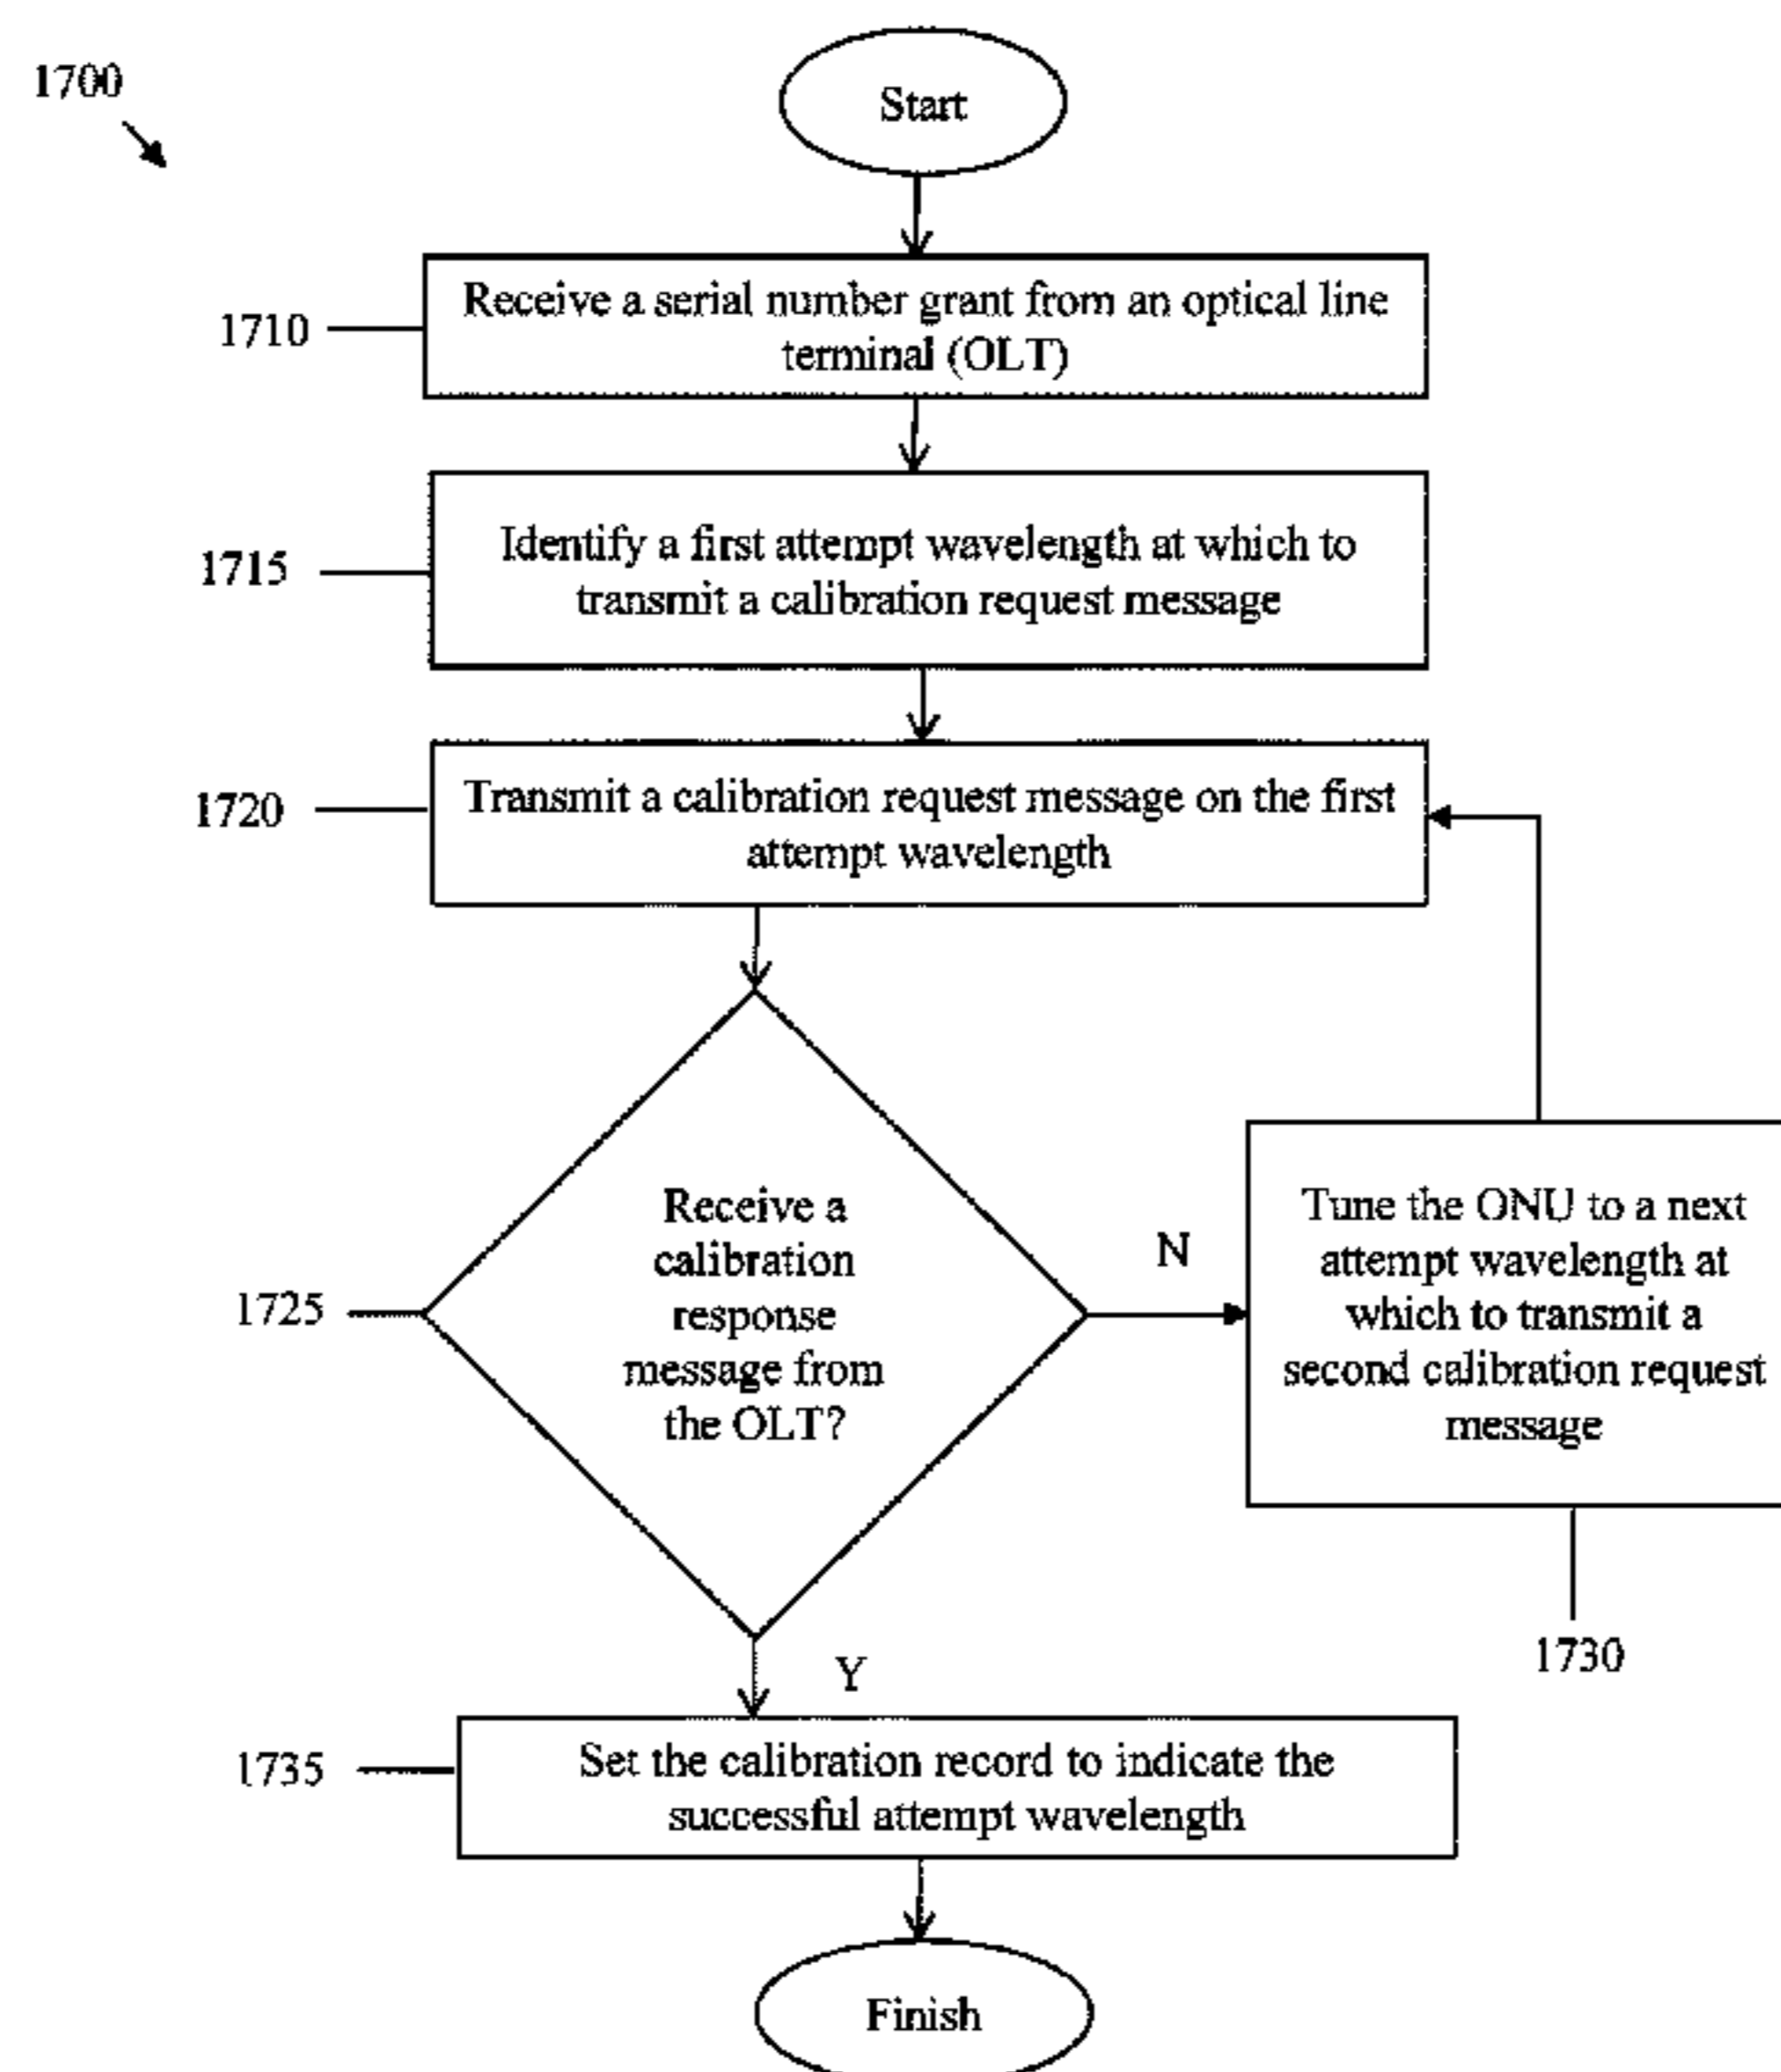 1700
Start
1710
Receive a serial number grant from an optical line
terminal (OLT)
1715
Identify a first attempt wavelength at which to
transmit a calibration request message
1720
Transmit a calibration request message on the first
attempt wavelength
1725
Receive a
calibration
response
message from
the OLT?
N
Tune the ONU to a next
attempt wavelength at
which to transmit a
second calibration request
message
1730
Y
1735
Set the calibration record to indicate the
successful attempt wavelength
Finish